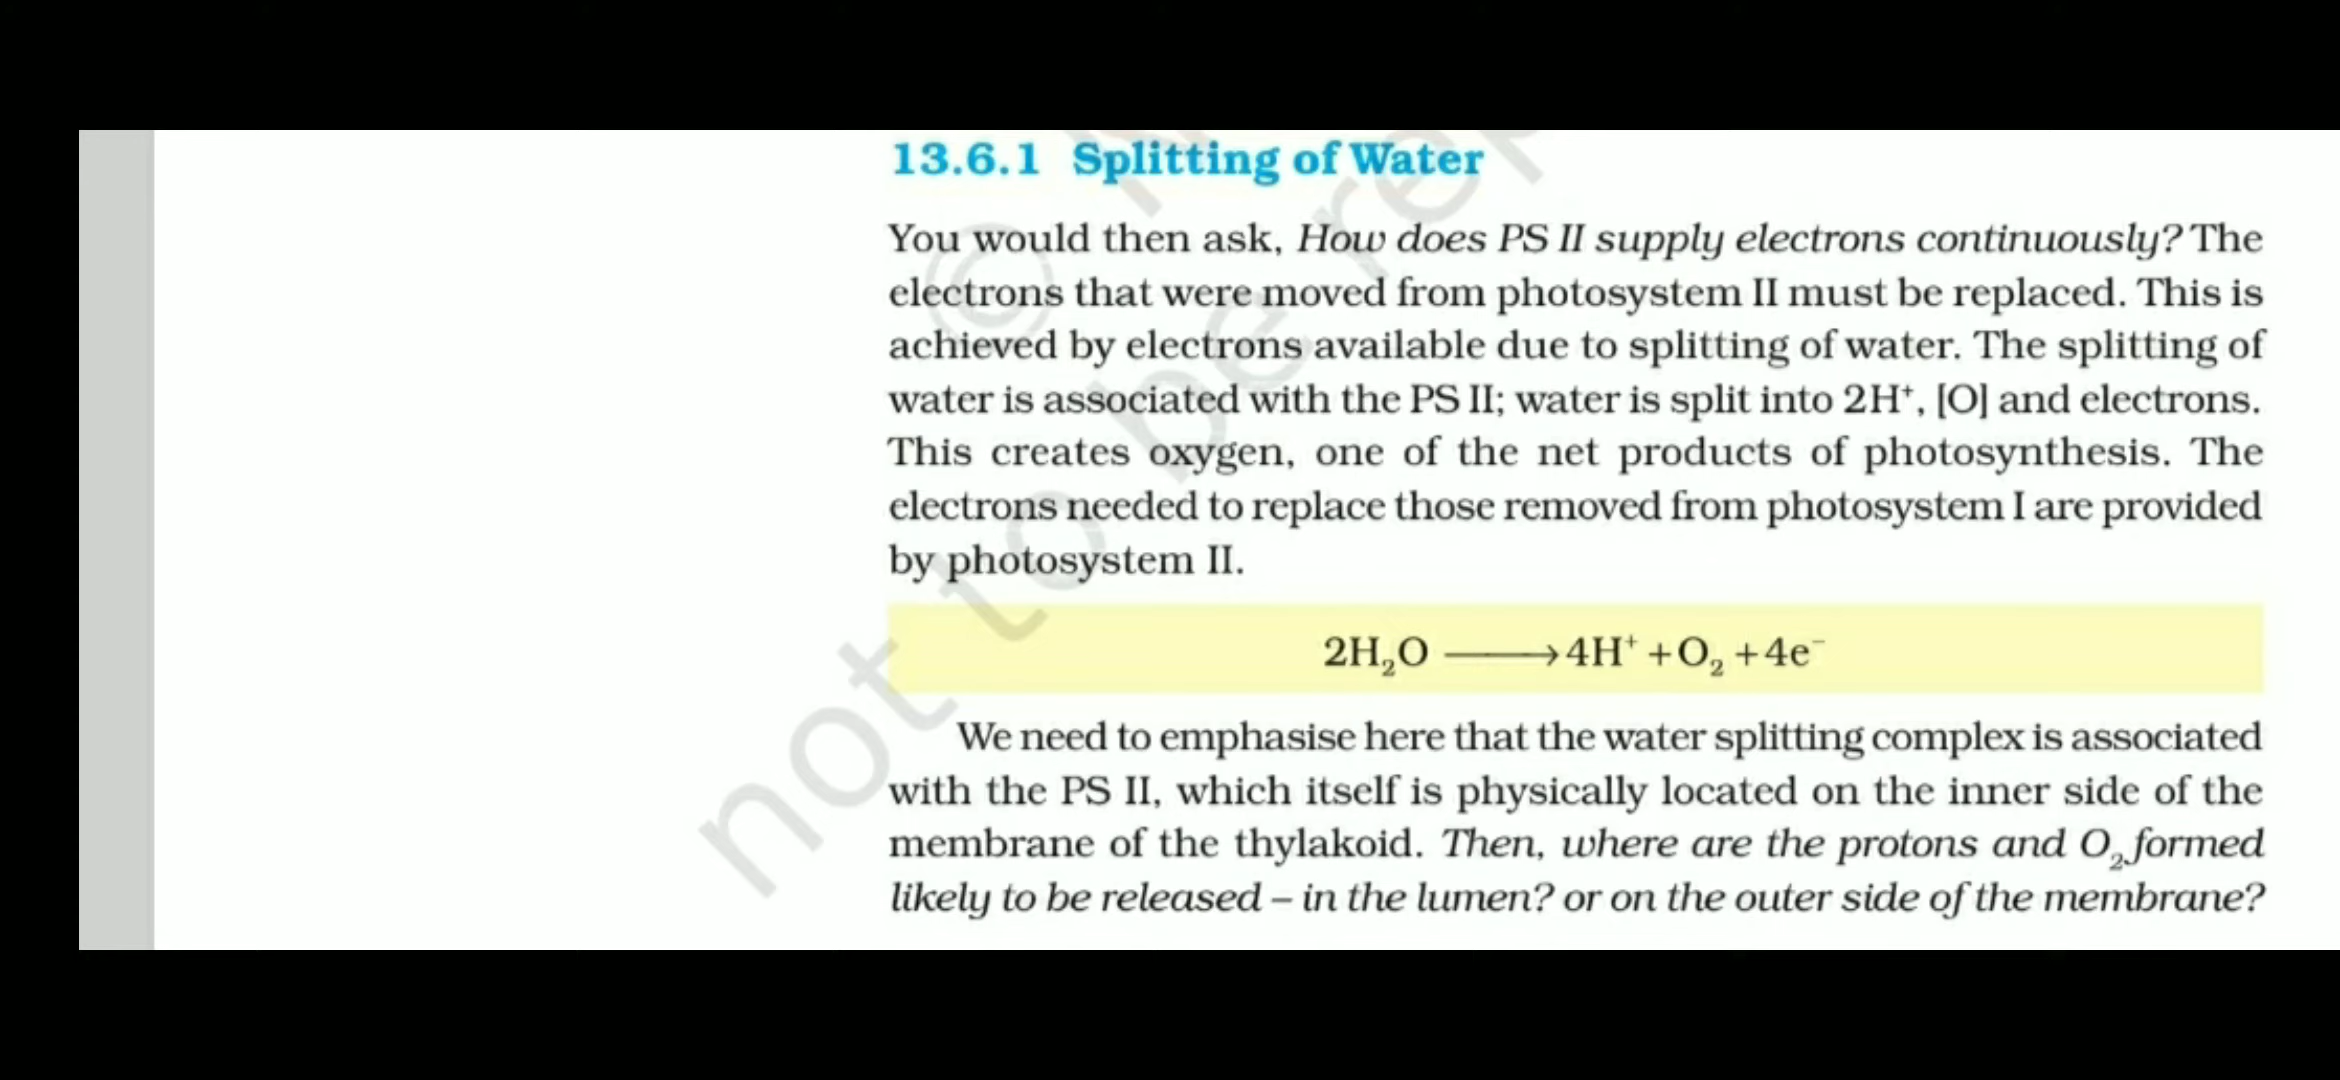 13.6.1 Splitting of Water
You would then ask, How does PS II supply electrons continuously? The
electrons that were moved from photosystem II must be replaced. This is
achieved by electrons available due to splitting of water. The splitting of
water is associated with the PS II; water is split into 2H⁺, [O] and electrons.
This creates oxygen, one of the net products of photosynthesis. The
electrons needed to replace those removed from photosystem I are provided
by photosystem II.
2H₂O ⟶ 4H⁺ + O₂ + 4e⁻
We need to emphasise here that the water splitting complex is associated
with the PS II, which itself is physically located on the inner side of the
membrane of the thylakoid. Then, where are the protons and O₂ formed
likely to be released – in the lumen? or on the outer side of the membrane?
©
not to be